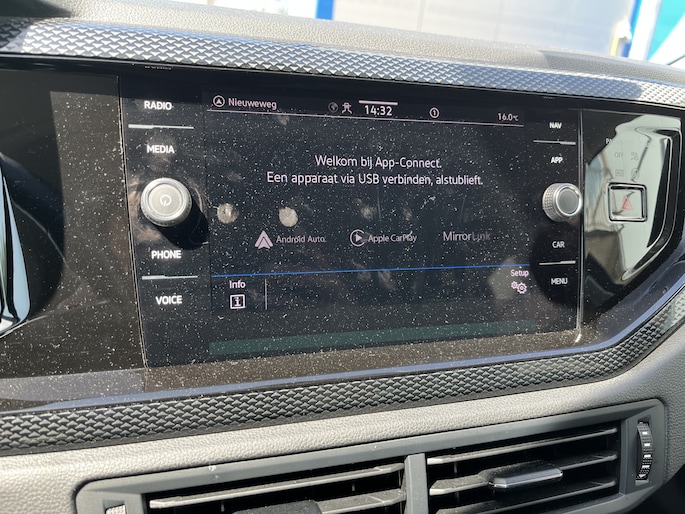 RADIO
MEDIA
PHONE
VOICE
Nieuweweg
14:32
16.0°C
Welkom bij App-Connect.
Een apparaat via USB verbinden, alstublieft.
Android Auto
Apple CarPlay
MirrorLink
Info
Setup
NAV
APP
CAR
MENU
OFF